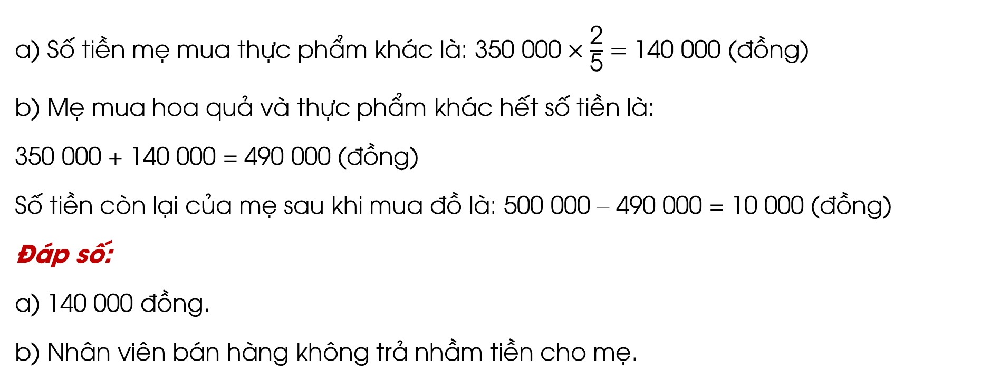 a) Số tiền mẹ mua thực phẩm khác là: 350 000 × 2/5 = 140 000 (đồng)
b) Mẹ mua hoa quả và thực phẩm khác hết số tiền là:
350 000 + 140 000 = 490 000 (đồng)
Số tiền còn lại của mẹ sau khi mua đồ là: 500 000 – 490 000 = 10 000 (đồng)
Đáp số:
a) 140 000 đồng.
b) Nhân viên bán hàng không trả nhầm tiền cho mẹ.